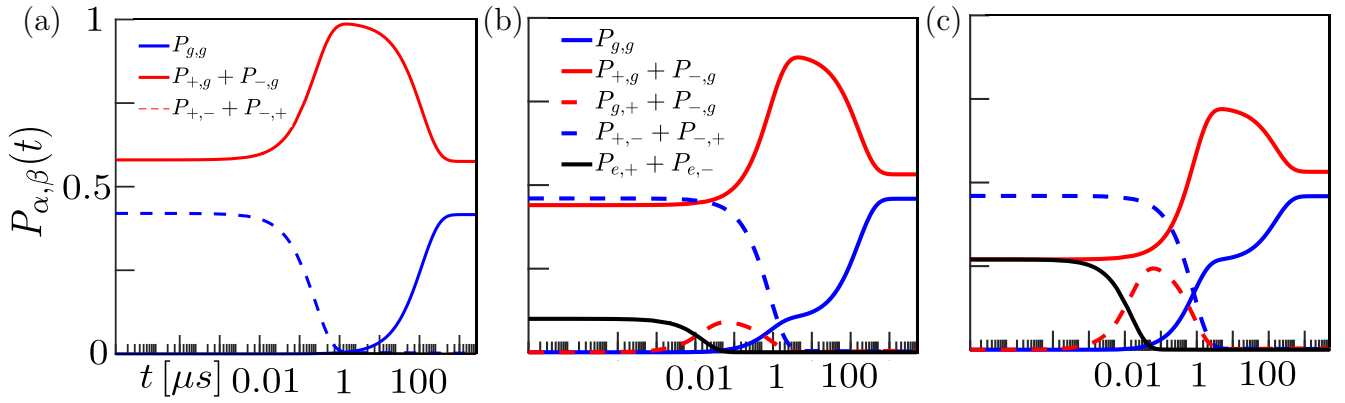 (a)
1
0.5
0
P_{α,β}(t)
P_{g,g}
P_{+,g} + P_{-,g}
P_{+,-} + P_{-,+}
t [μs] 0.01 1 100
(b)
P_{g,g}
P_{+,g} + P_{-,g}
P_{g,+} + P_{-,g}
P_{+,-} + P_{-,+}
P_{e,+} + P_{e,-}
0.01 1 100
(c)
0.01 1 100